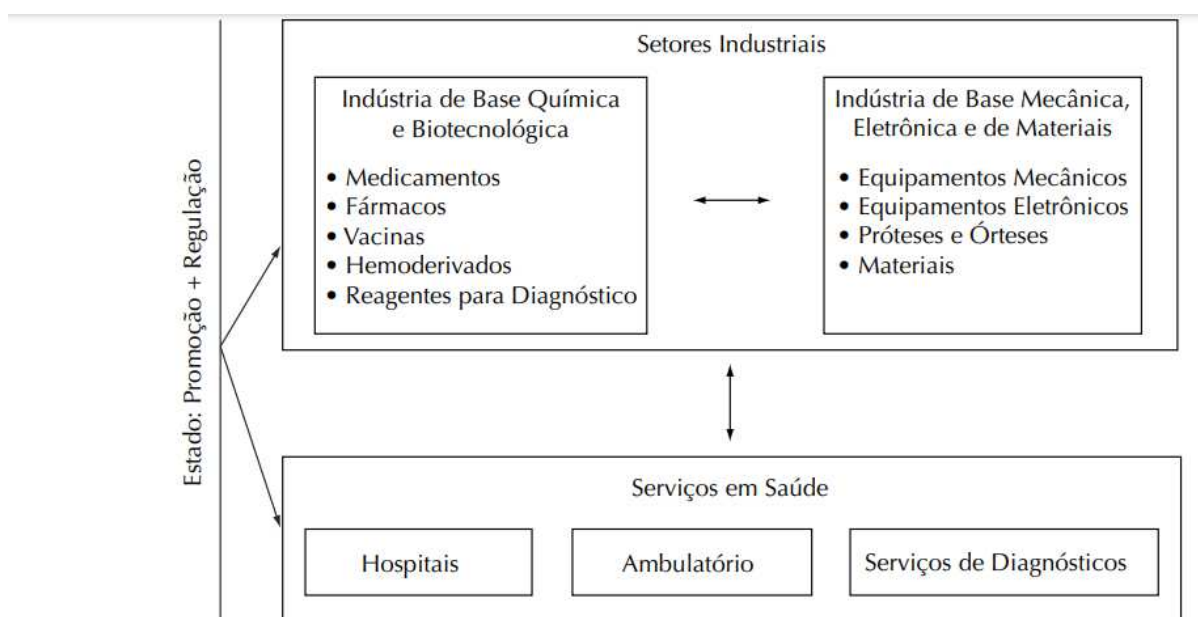 Estado: Promoção + Regulação
Setores Industriais
Indústria de Base Química
e Biotecnológica
• Medicamentos
• Fármacos
• Vacinas
• Hemoderivados
• Reagentes para Diagnóstico
Indústria de Base Mecânica,
Eletrônica e de Materiais
• Equipamentos Mecânicos
• Equipamentos Eletrônicos
• Próteses e Órteses
• Materiais
Serviços em Saúde
Hospitais
Ambulatório
Serviços de Diagnósticos